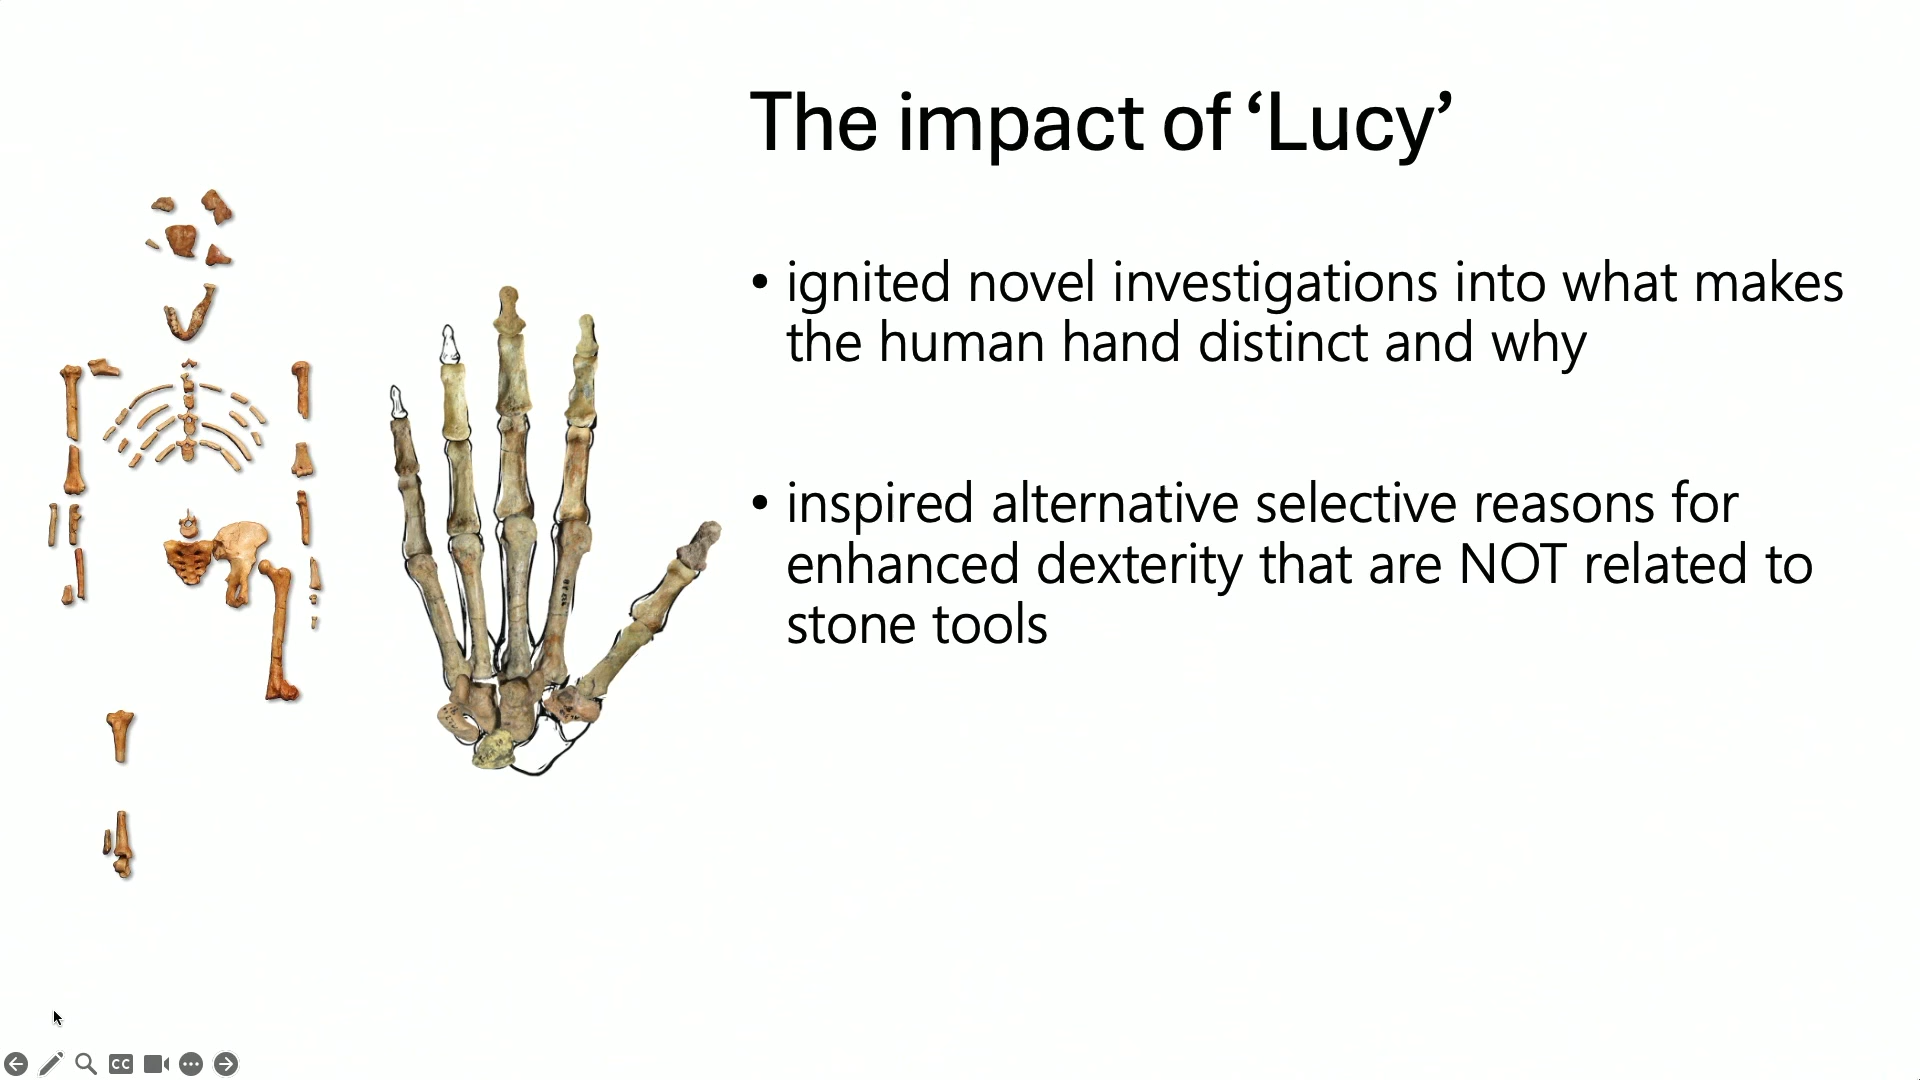 The impact of ‘Lucy’
• ignited novel investigations into what makes
the human hand distinct and why
• inspired alternative selective reasons for
enhanced dexterity that are NOT related to
stone tools
CC